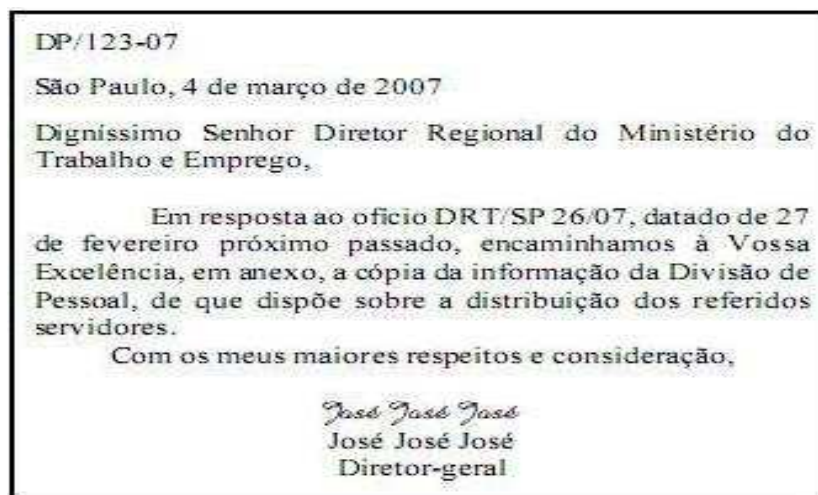 DP/123-07
São Paulo, 4 de março de 2007
Digníssimo Senhor Diretor Regional do Ministério do
Trabalho e Emprego,
Em resposta ao ofício DRT/SP 26/07, datado de 27
de fevereiro próximo passado, encaminhamos à Vossa
Excelência, em anexo, a cópia da informação da Divisão de
Pessoal, de que dispõe sobre a distribuição dos referidos
servidores.
Com os meus maiores respeitos e consideração,
José José José
José José José
Diretor-geral